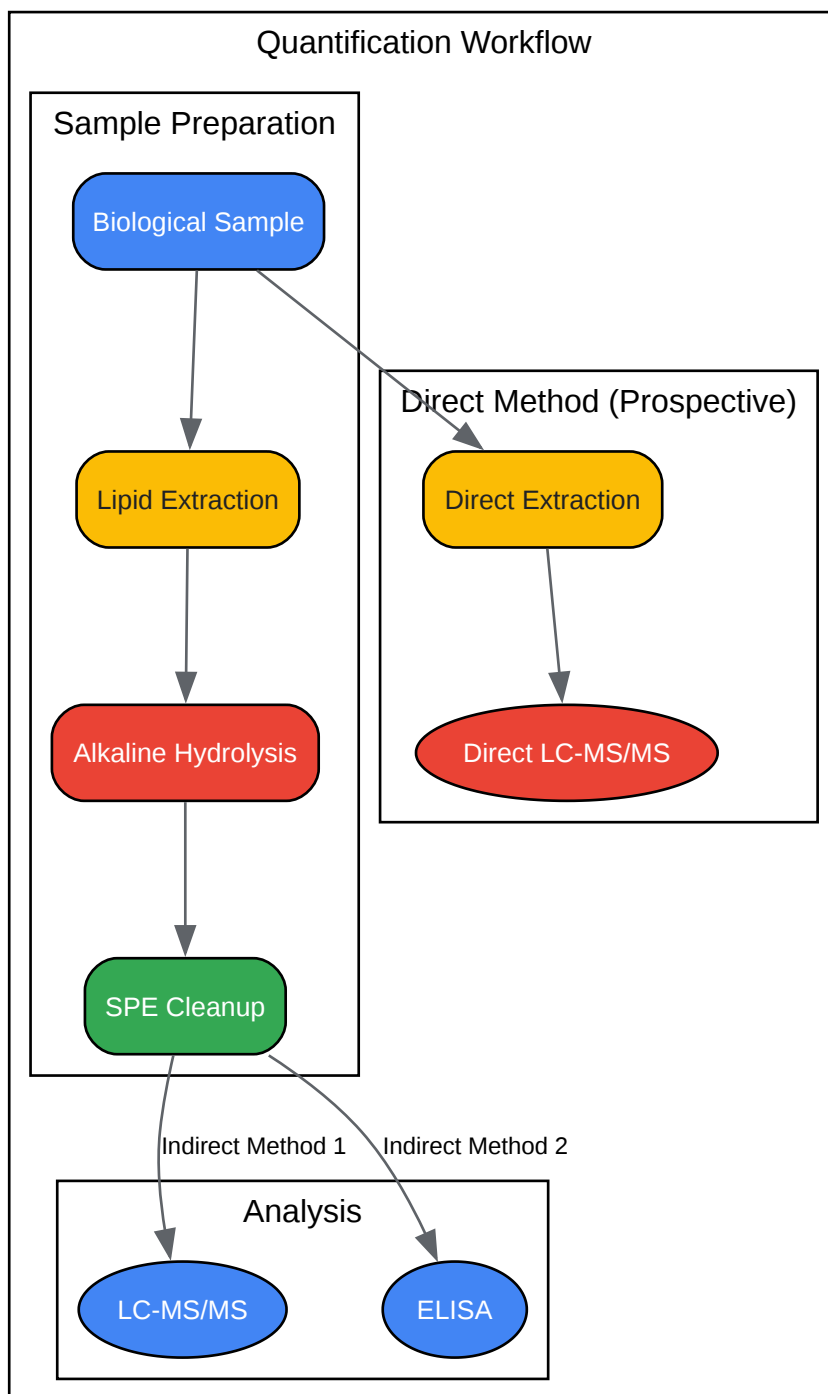 Quantification Workflow
Sample Preparation
Biological Sample
Direct Method (Prospective)
Lipid Extraction
Direct Extraction
Alkaline Hydrolysis
Direct LC-MS/MS
SPE Cleanup
Indirect Method 1
Indirect Method 2
Analysis
LC-MS/MS
ELISA